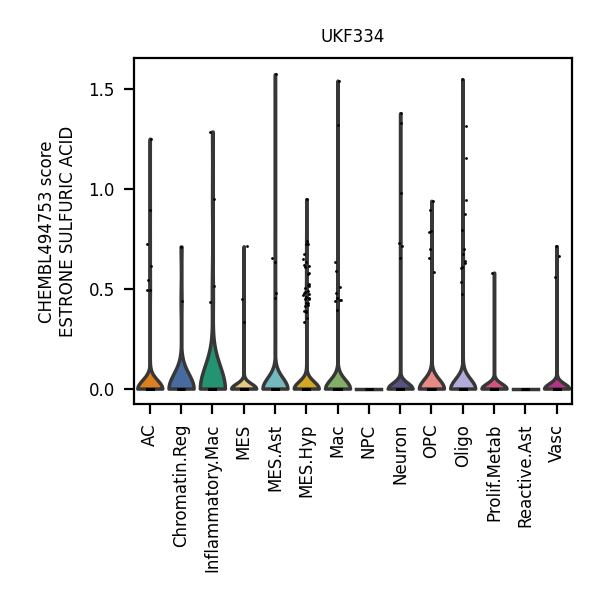 UKF334
CHEMBL494753 score
ESTRONE SULFURIC ACID
1.5
1.0
0.5
0.0
AC
Chromatin.Reg
Inflammatory.Mac
MES
MES.Ast
MES.Hyp
Mac
NPC
Neuron
OPC
Oligo
Prolif.Metab
Reactive.Ast
Vasc